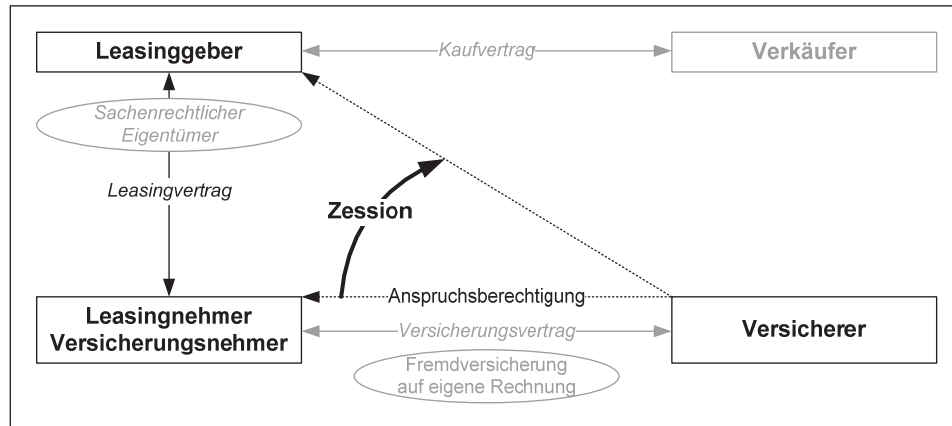 Leasinggeber
Kaufvertrag
Verkäufer
Sachenrechtlicher
Eigentümer
Leasingvertrag
Zession
Anspruchsberechtigung
Leasingnehmer
Versicherungsnehmer
Versicherungsvertrag
Versicherer
Fremdversicherung
auf eigene Rechnung